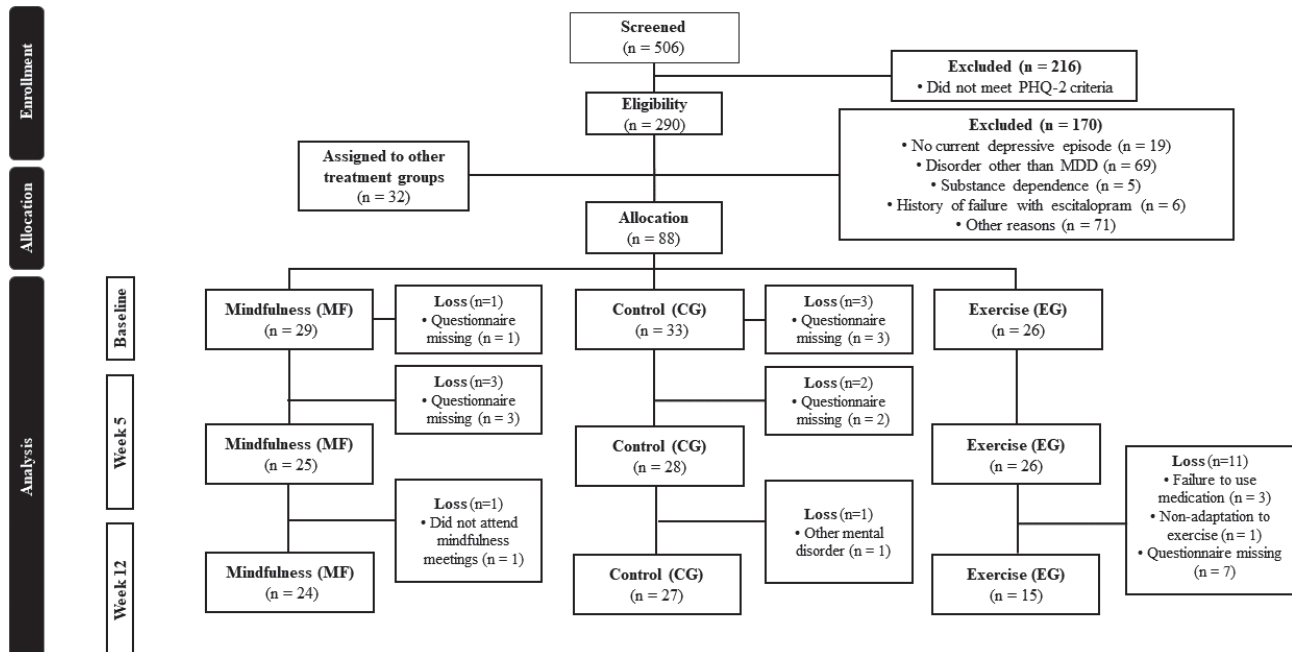 Enrollment
Screened
(n = 506)
Excluded (n = 216)
• Did not meet PHQ-2 criteria
Eligibility
(n = 290)
Excluded (n = 170)
• No current depressive episode (n = 19)
• Disorder other than MDD (n = 69)
• Substance dependence (n = 5)
• History of failure with escitalopram (n = 6)
• Other reasons (n = 71)
Assigned to other
treatment groups
(n = 32)
Allocation
Allocation
(n = 88)
Analysis
Baseline
Mindfulness (MF)
(n = 29)
Loss (n=1)
• Questionnaire
missing (n = 1)
Control (CG)
(n = 33)
Loss (n=3)
• Questionnaire
missing (n = 3)
Exercise (EG)
(n = 26)
Loss (n=3)
• Questionnaire
missing (n = 3)
Loss (n=2)
• Questionnaire
missing (n = 2)
Week 5
Mindfulness (MF)
(n = 25)
Control (CG)
(n = 28)
Exercise (EG)
(n = 26)
Loss (n=1)
• Did not attend
mindfulness
meetings (n = 1)
Loss (n=1)
• Other mental
disorder (n = 1)
Loss (n=11)
• Failure to use
medication (n = 3)
• Non-adaptation to
exercise (n = 1)
• Questionnaire missing
(n = 7)
Week 12
Mindfulness (MF)
(n = 24)
Control (CG)
(n = 27)
Exercise (EG)
(n = 15)